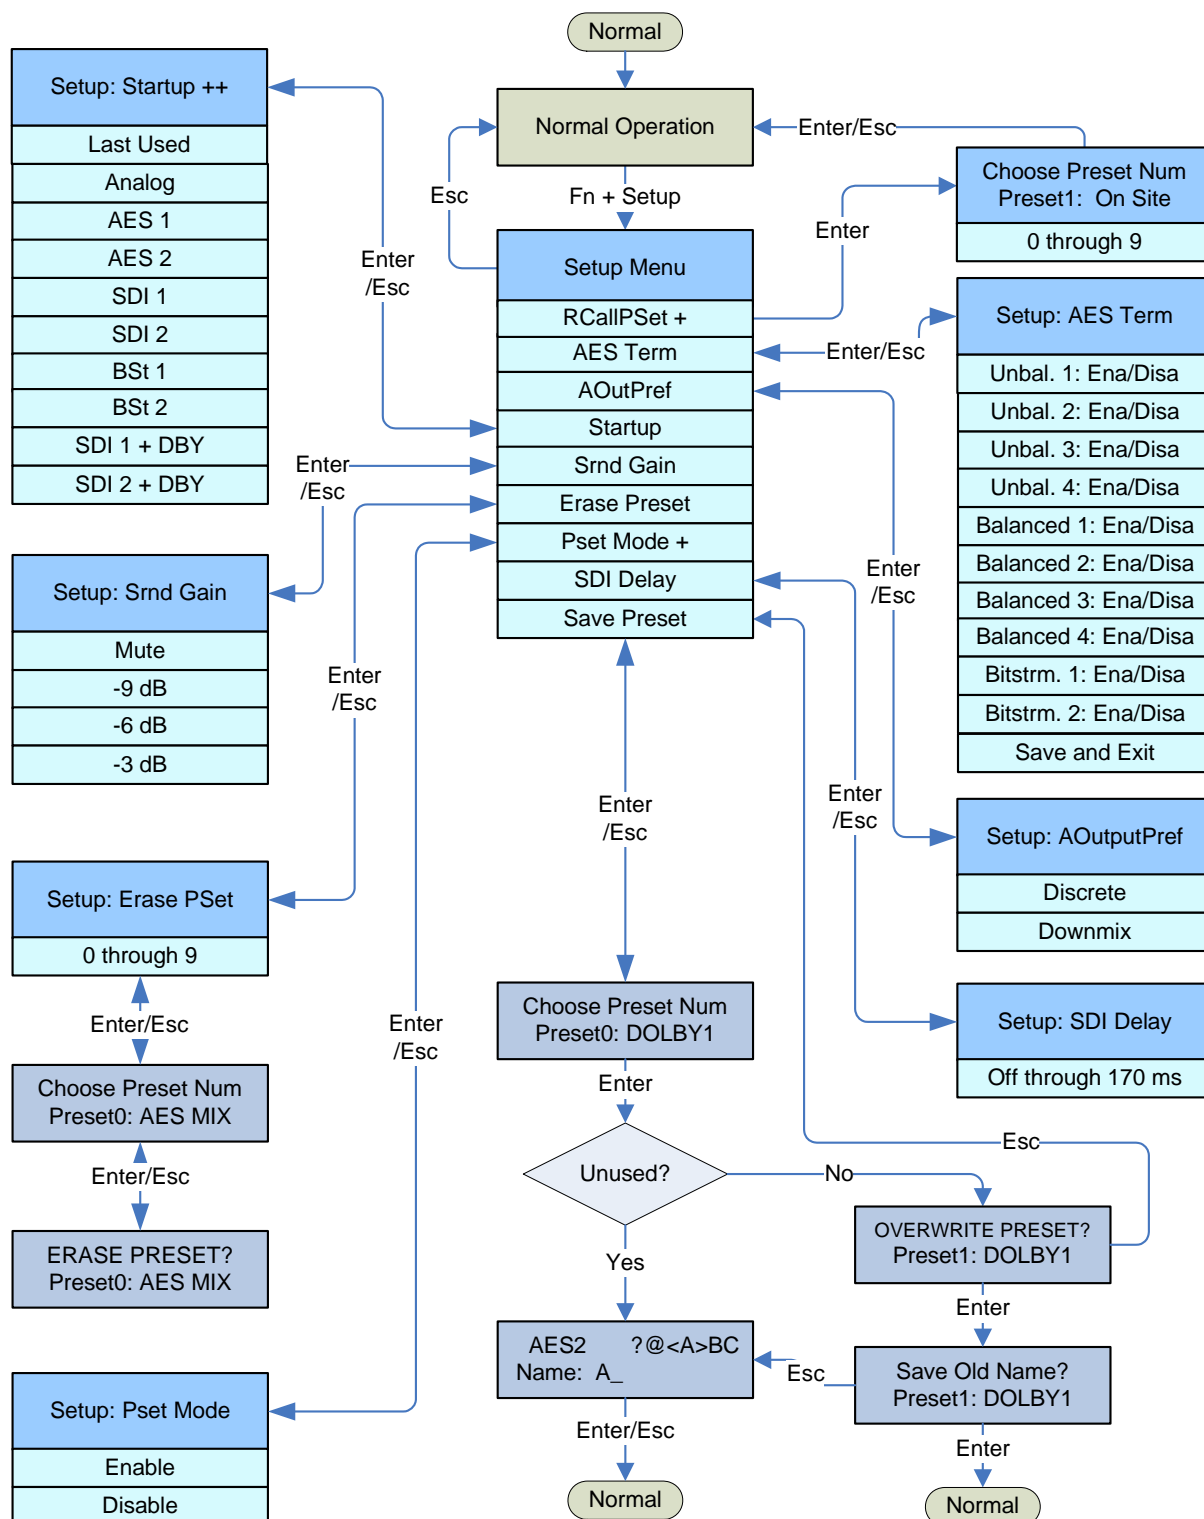 Normal
Normal Operation
Fn + Setup
Esc
Enter/Esc
Setup Menu
RCallPSet +
AES Term
AOutPref
Startup
Srnd Gain
Erase Preset
Pset Mode +
SDI Delay
Save Preset
Setup: Startup ++
Last Used
Analog
AES 1
AES 2
SDI 1
SDI 2
BSt 1
BSt 2
SDI 1 + DBY
SDI 2 + DBY
Enter
/Esc
Enter
/Esc
Setup: Srnd Gain
Mute
-9 dB
-6 dB
-3 dB
Enter
/Esc
Setup: Erase PSet
0 through 9
Enter/Esc
Choose Preset Num
Preset0: AES MIX
Enter/Esc
ERASE PRESET?
Preset0: AES MIX
Enter
/Esc
Setup: Pset Mode
Enable
Disable
Enter
Choose Preset Num
Preset1:  On Site
0 through 9
Enter/Esc
Setup: AES Term
Unbal. 1: Ena/Disa
Unbal. 2: Ena/Disa
Unbal. 3: Ena/Disa
Unbal. 4: Ena/Disa
Balanced 1: Ena/Disa
Balanced 2: Ena/Disa
Balanced 3: Ena/Disa
Balanced 4: Ena/Disa
Bitstrm. 1: Ena/Disa
Bitstrm. 2: Ena/Disa
Save and Exit
Enter
/Esc
Setup: AOutputPref
Discrete
Downmix
Enter
/Esc
Setup: SDI Delay
Off through 170 ms
Enter
/Esc
Choose Preset Num
Preset0: DOLBY1
Enter
Unused?
No
Yes
Esc
OVERWRITE PRESET?
Preset1: DOLBY1
Enter
Save Old Name?
Preset1: DOLBY1
Esc
AES2 ?@<A>BC
Name: A_
Enter/Esc
Normal
Enter
Normal